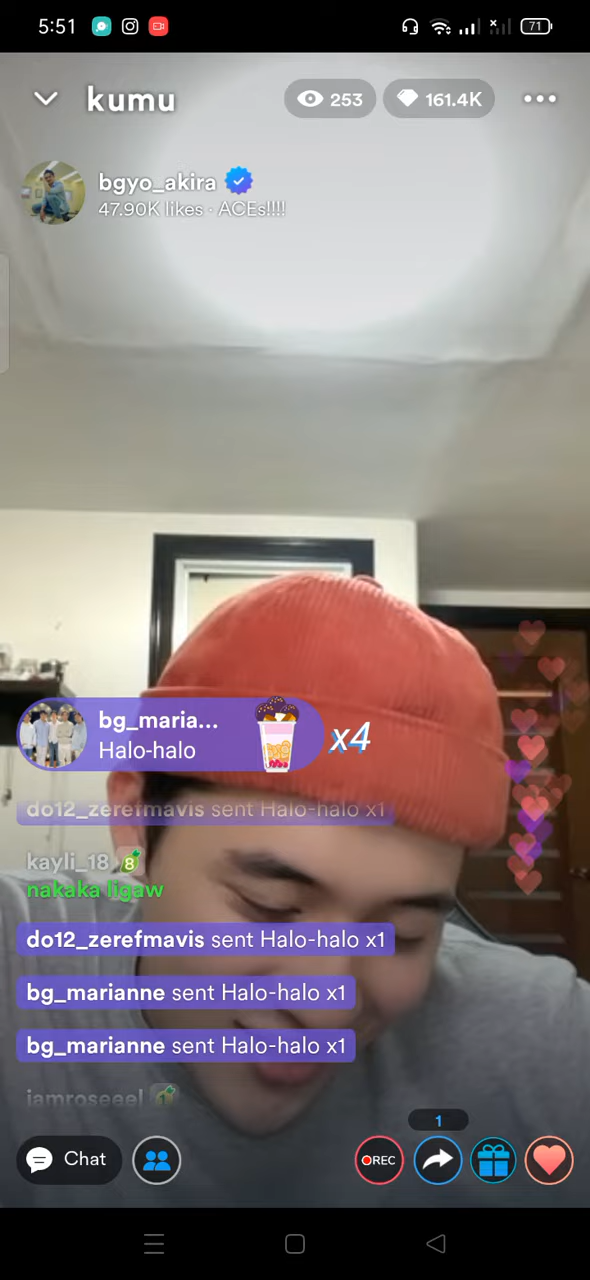 5:51
71
kumu
253
161.4K
bgyo_akira
47.90K likes · ACEs!!!!
bg_maria...
Halo-halo
x4
do12_zerefmavis sent Halo-halo x1
kayli_18 8
nakaka ligaw
do12_zerefmavis sent Halo-halo x1
bg_marianne sent Halo-halo x1
bg_marianne sent Halo-halo x1
iamroseeel 1
1
Chat
REC